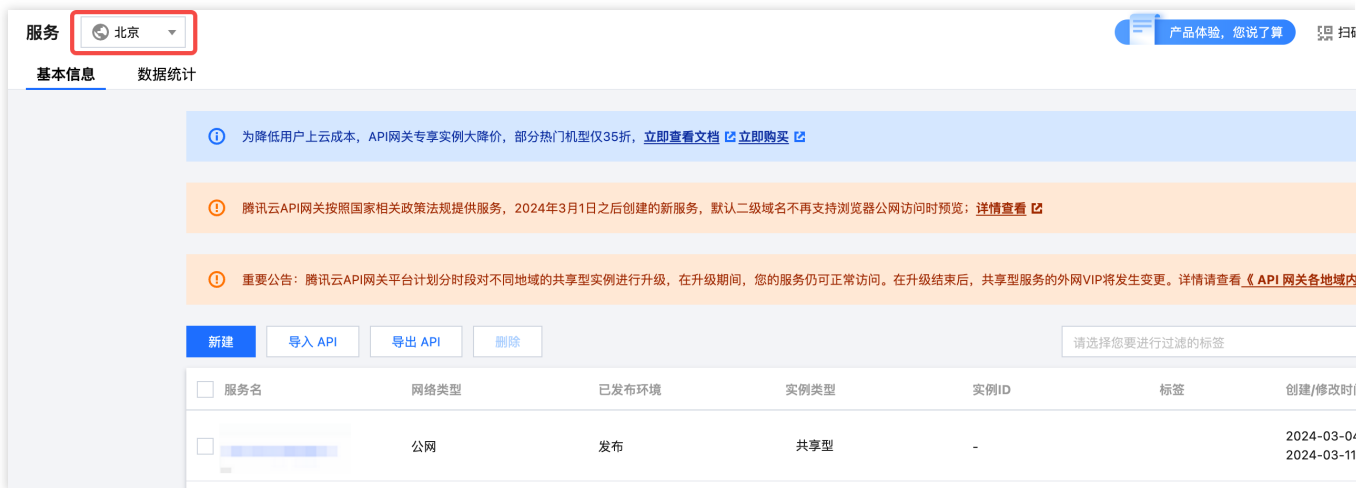 服务 北京 产品体验，您说了算 扫
基本信息 数据统计
为降低用户上云成本，API网关专享实例大降价，部分热门机型仅35折，立即查看文档 立即购买
腾讯云API网关按照国家相关政策法规提供服务，2024年3月1日之后创建的新服务，默认二级域名不再支持浏览器公网访问时预览；详情查看
重要公告：腾讯云API网关平台计划分时段对不同地域的共享型实例进行升级，在升级期间，您的服务仍可正常访问。在升级结束后，共享型服务的外网VIP将发生变更。详情请查看《 API 网关各地域内
新建 导入 API 导出 API 删除 请选择您要进行过滤的标签
服务名 网络类型 已发布环境 实例类型 实例ID 标签 创建/修改时
公网 发布 共享型 - 2024-03-04
2024-03-11